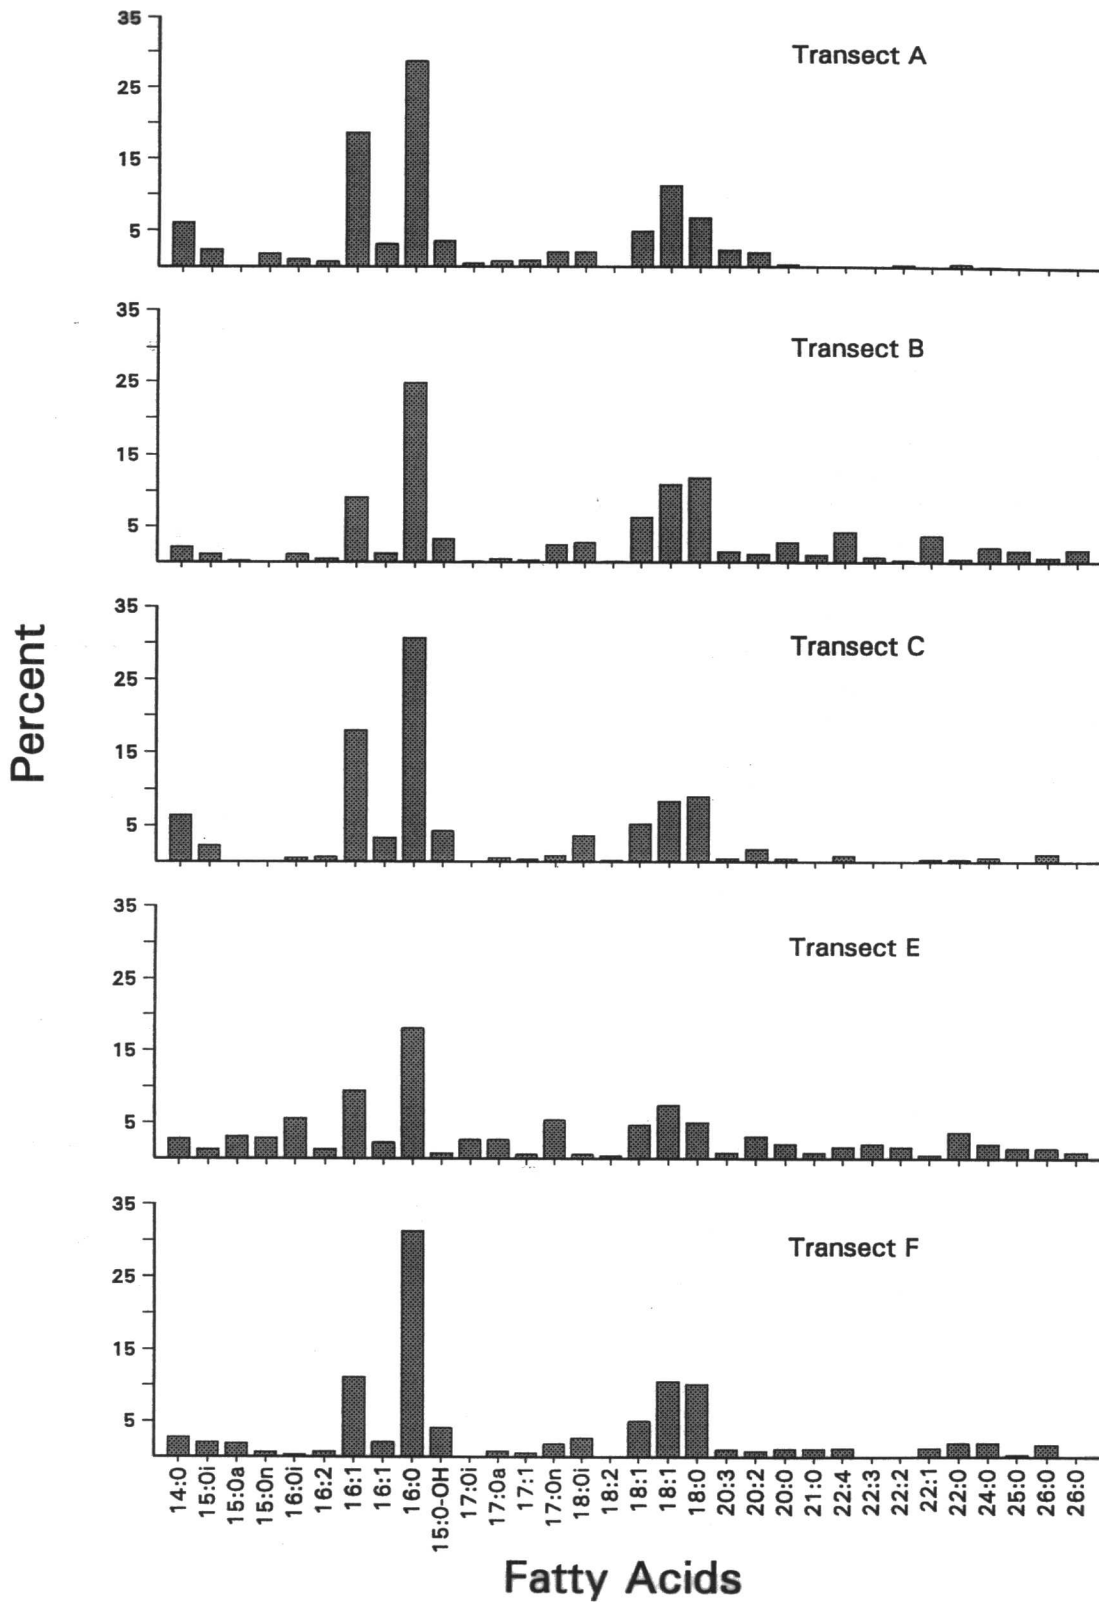 35
25
15
5
Transect A
35
25
15
5
Transect B
35
25
15
5
Transect C
35
25
15
5
Transect E
35
25
15
5
Transect F
Percent
14:0
15:0i
15:0a
15:0n
16:0i
16:2
16:1
16:1
16:0
15:0-OH
17:0i
17:0a
17:1
17:0n
18:0i
18:2
18:1
18:1
18:0
20:3
20:2
20:0
21:0
22:4
22:3
22:2
22:1
22:0
24:0
25:0
26:0
26:0
Fatty Acids